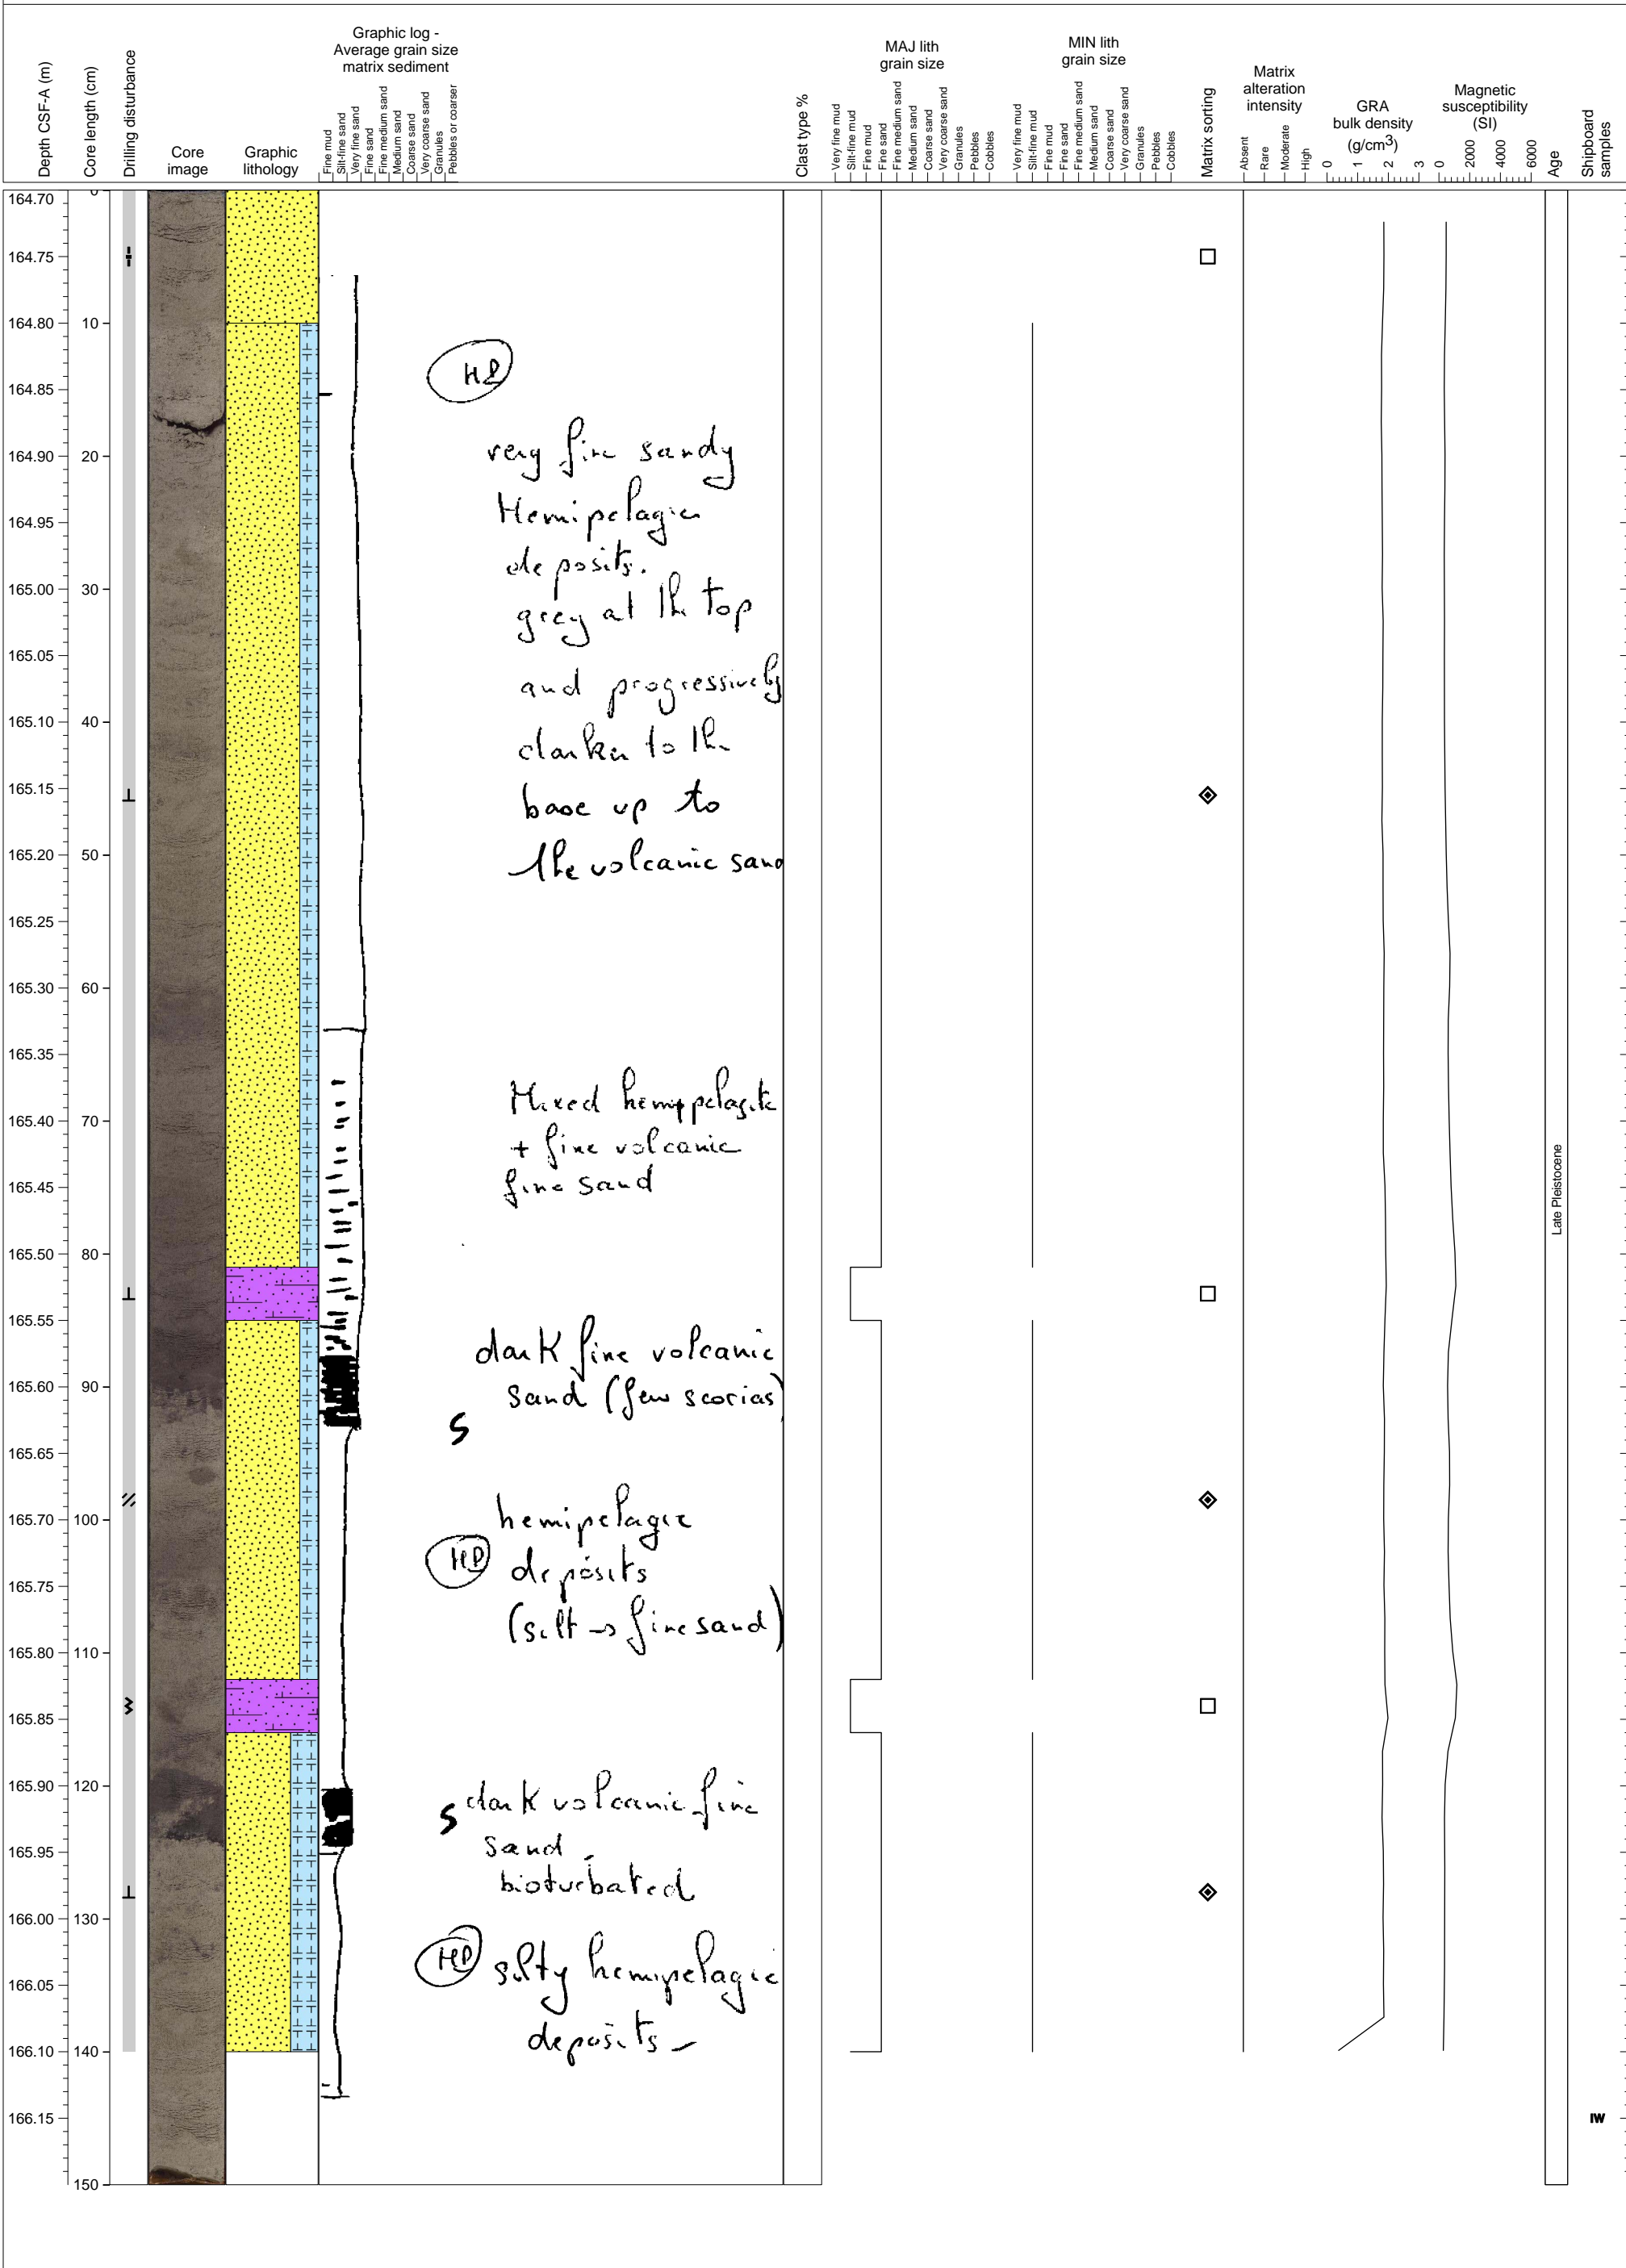 Depth CSF-A (m)
Core length (cm)
Drilling disturbance
Core
image
Graphic
lithology
Graphic log -
Average grain size
matrix sediment
Fine mud
Silt-fine sand
Very fine sand
Fine sand
Fine medium sand
Medium sand
Coarse sand
Very coarse sand
Granules
Pebbles or coarser
Clast type %
MAJ lith
grain size
Very fine mud
Silt-fine mud
Fine mud
Fine sand
Fine medium sand
Medium sand
Coarse sand
Very coarse sand
Granules
Pebbles
Cobbles
MIN lith
grain size
Very fine mud
Silt-fine mud
Fine mud
Fine sand
Fine medium sand
Medium sand
Coarse sand
Very coarse sand
Granules
Pebbles
Cobbles
Matrix sorting
Matrix
alteration
intensity
Absent
Rare
Moderate
High
GRA
bulk density
(g/cm3)
0 1 2 3
Magnetic
susceptibility
(SI)
0 2000 4000 6000
Age
Shipboard
samples
164.70 0
164.75
164.80 10
164.85
164.90 20
164.95
165.00 30
165.05
165.10 40
165.15
165.20 50
165.25
165.30 60
165.35
165.40 70
165.45
165.50 80
165.55
165.60 90
165.65
165.70 100
165.75
165.80 110
165.85
165.90 120
165.95
166.00 130
166.05
166.10 140
166.15
150
HP
very fine sandy
Hemipelagic
deposits.
grey at the top
and progressively
darker to the
base up to
the volcanic sand
Mixed hemipelagite
+ fine volcanic
fine sand
dark fine volcanic
sand (few scorias)
S
hemipelagic
HP deposits
(silt → fine sand)
S dark volcanic fine
sand
bioturbated
HP silty hemipelagic
deposits -
Late Pleistocene
IW